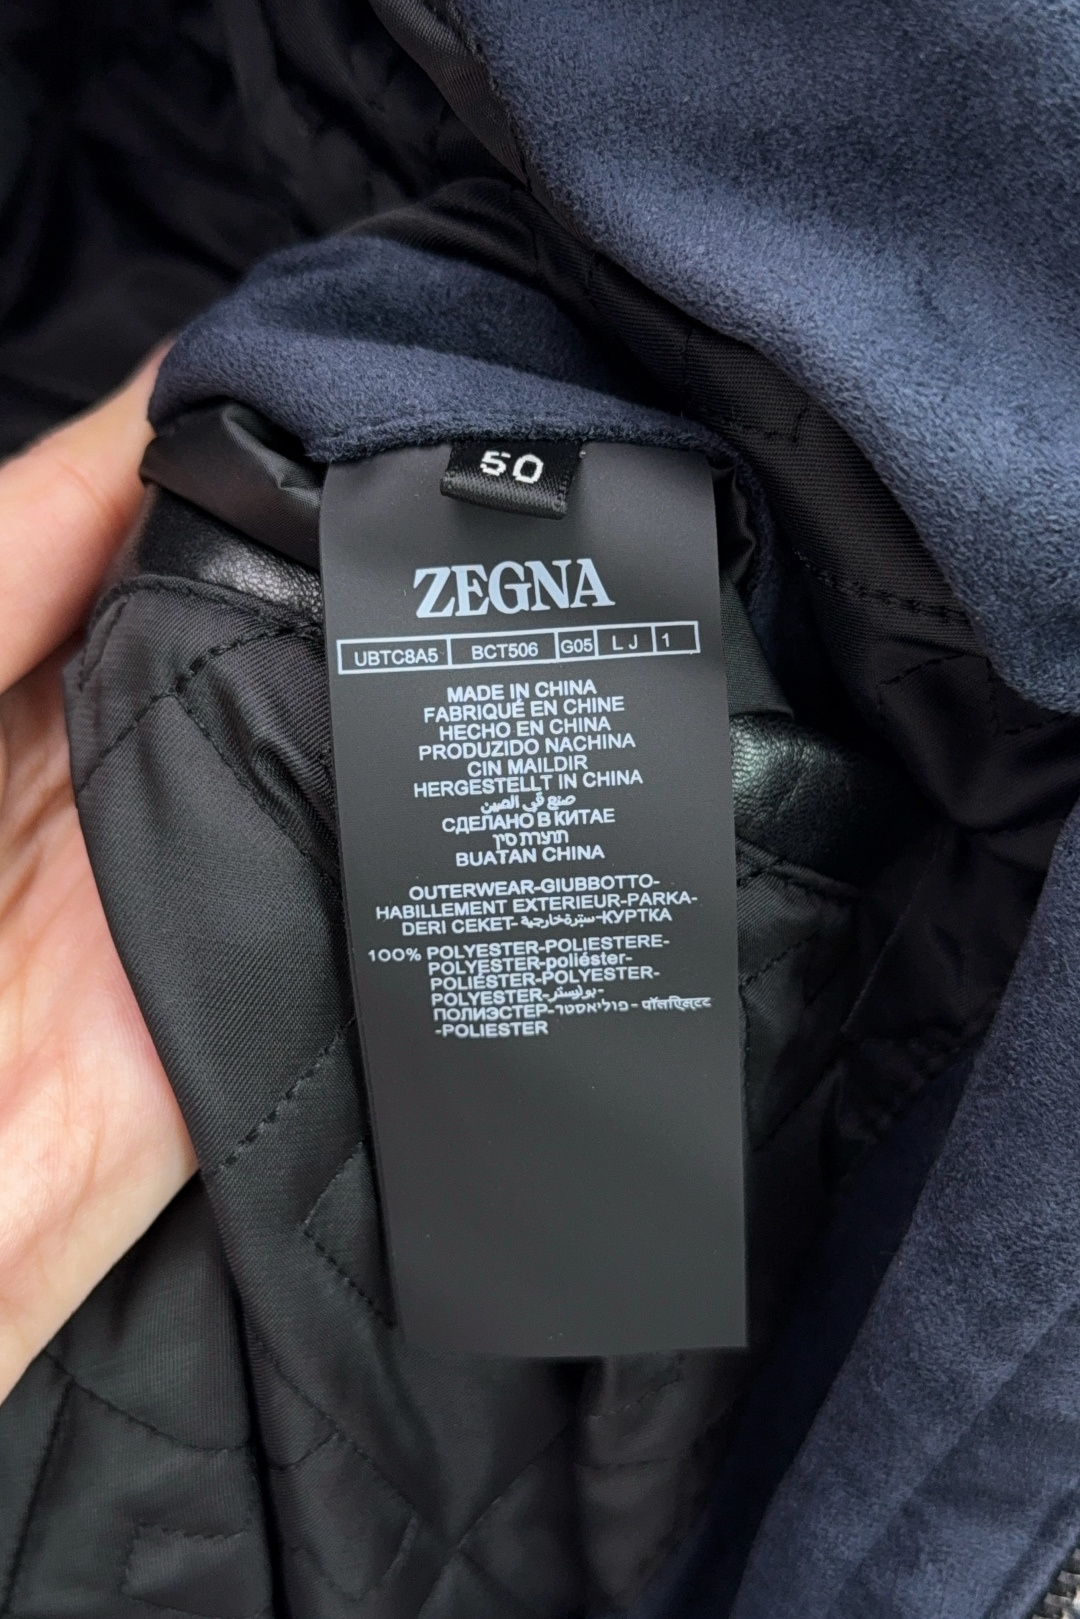 50
ZEGNA
UBTC8A5 BCT506 G05 L J 1
MADE IN CHINA
FABRIQUÉ EN CHINE
HECHO EN CHINA
PRODUZIDO NACHINA
CIN MAILDIR
HERGESTELLT IN CHINA
صنع في الصين
СДЕЛАНО В КИТАЕ
תוצרת סין
BUATAN CHINA
OUTERWEAR-GIUBBOTTO-
HABILLEMENT EXTERIEUR-PARKA-
DERI CEKET-سترة خارجية-КУРТКА
100% POLYESTER-POLIESTERE-
POLYESTER-poliéster-
POLIÉSTER-POLYESTER-
POLYESTER-بوليستر-
ПОЛИЭСТЕР-פוליאסטר-पॉलिएस्टर
-POLIESTER